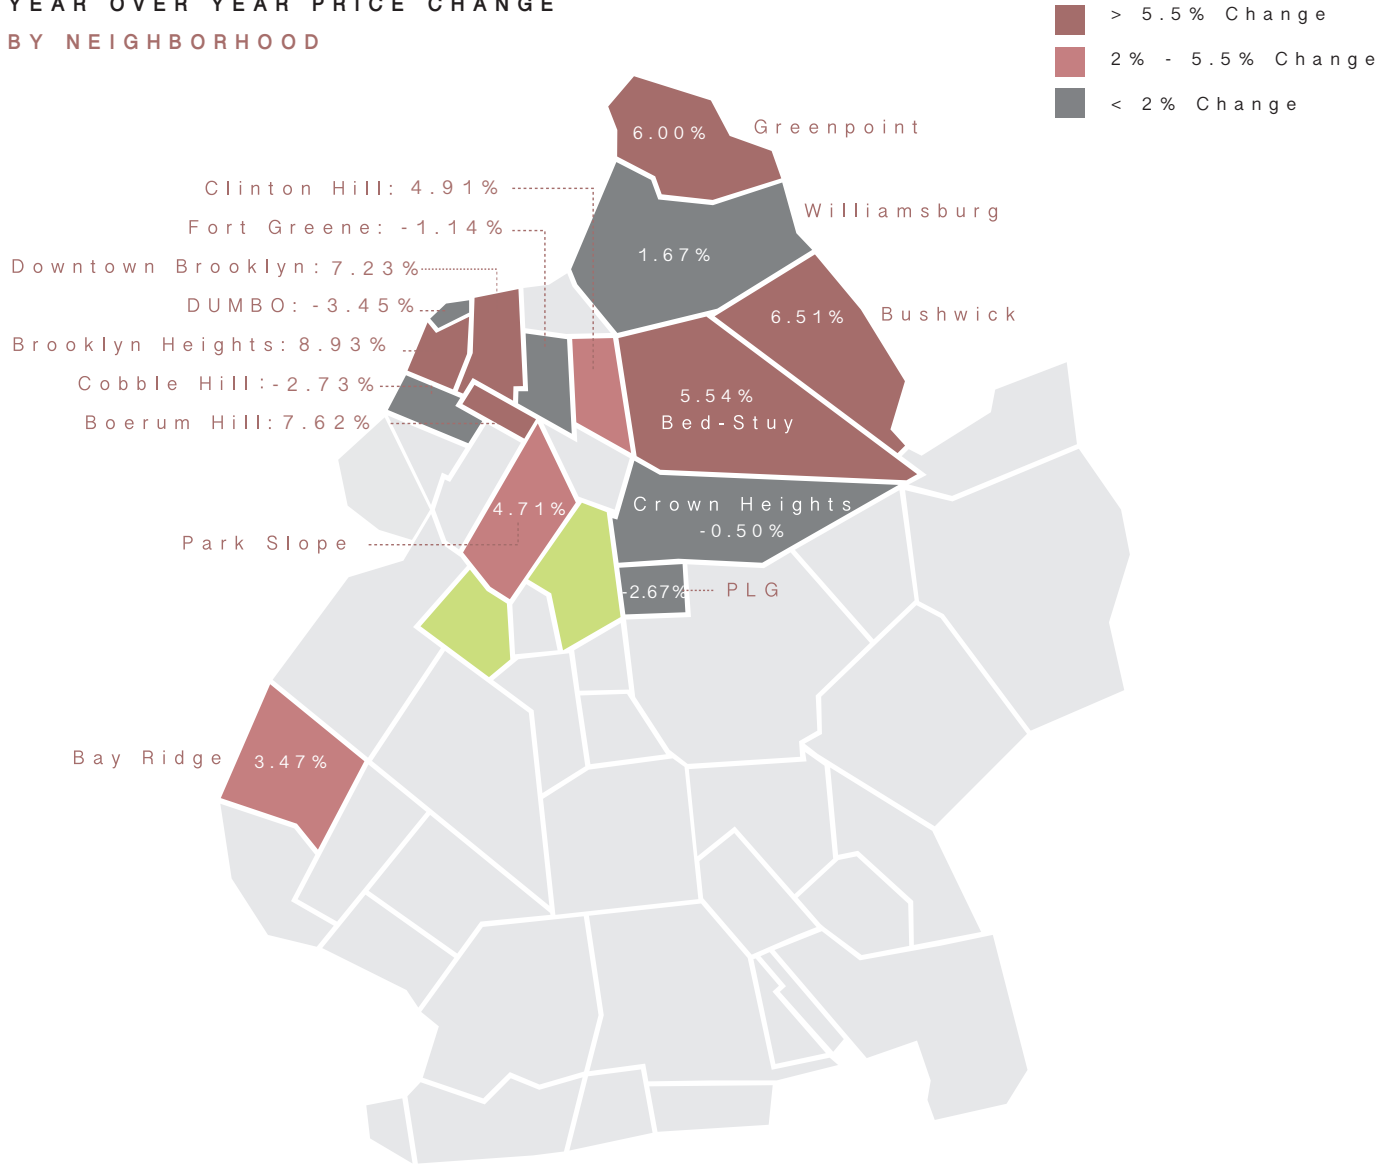 YEAR OVER YEAR PRICE CHANGE
BY NEIGHBORHOOD
> 5.5% Change
2% - 5.5% Change
< 2% Change
6.00%
Greenpoint
Clinton Hill: 4.91%
Williamsburg
Fort Greene: -1.14%
1.67%
Downtown Brooklyn: 7.23%
DUMBO: -3.45%
6.51%
Bushwick
Brooklyn Heights: 8.93%
Cobble Hill: -2.73%
5.54%
Bed-Stuy
Boerum Hill: 7.62%
4.71%
Crown Heights
-0.50%
Park Slope
-2.67%
PLG
Bay Ridge
3.47%